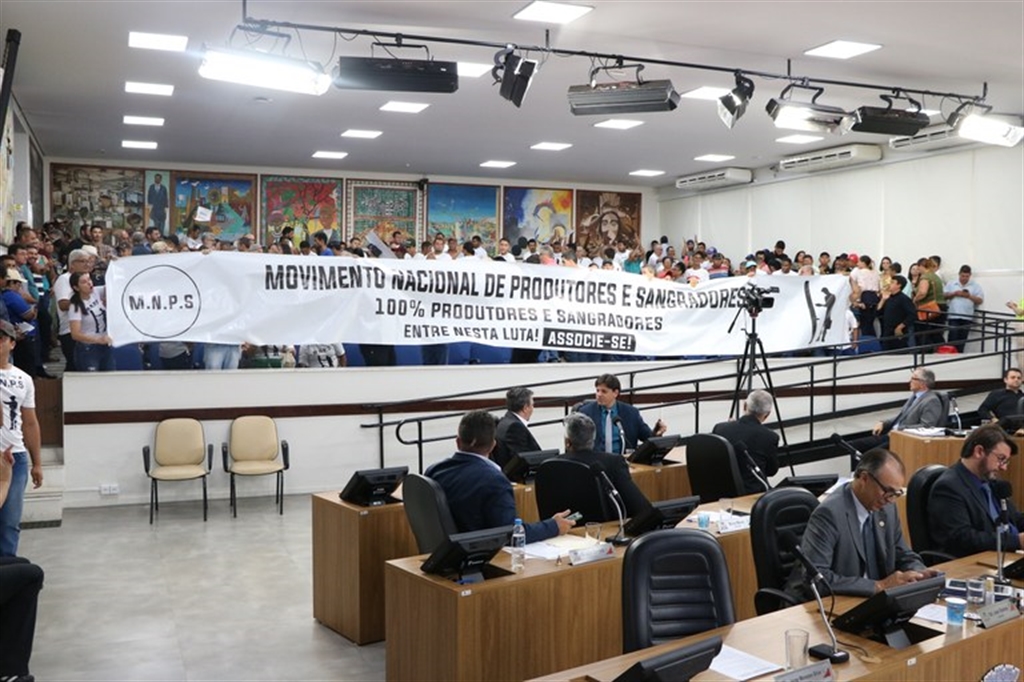 M.N.P.S
MOVIMENTO NACIONAL DE PRODUTORES E SANGRADORES
100% PRODUTORES E SANGRADORES
ENTRE NESTA LUTA! ASSOCIE-SE!
M.N.P.S